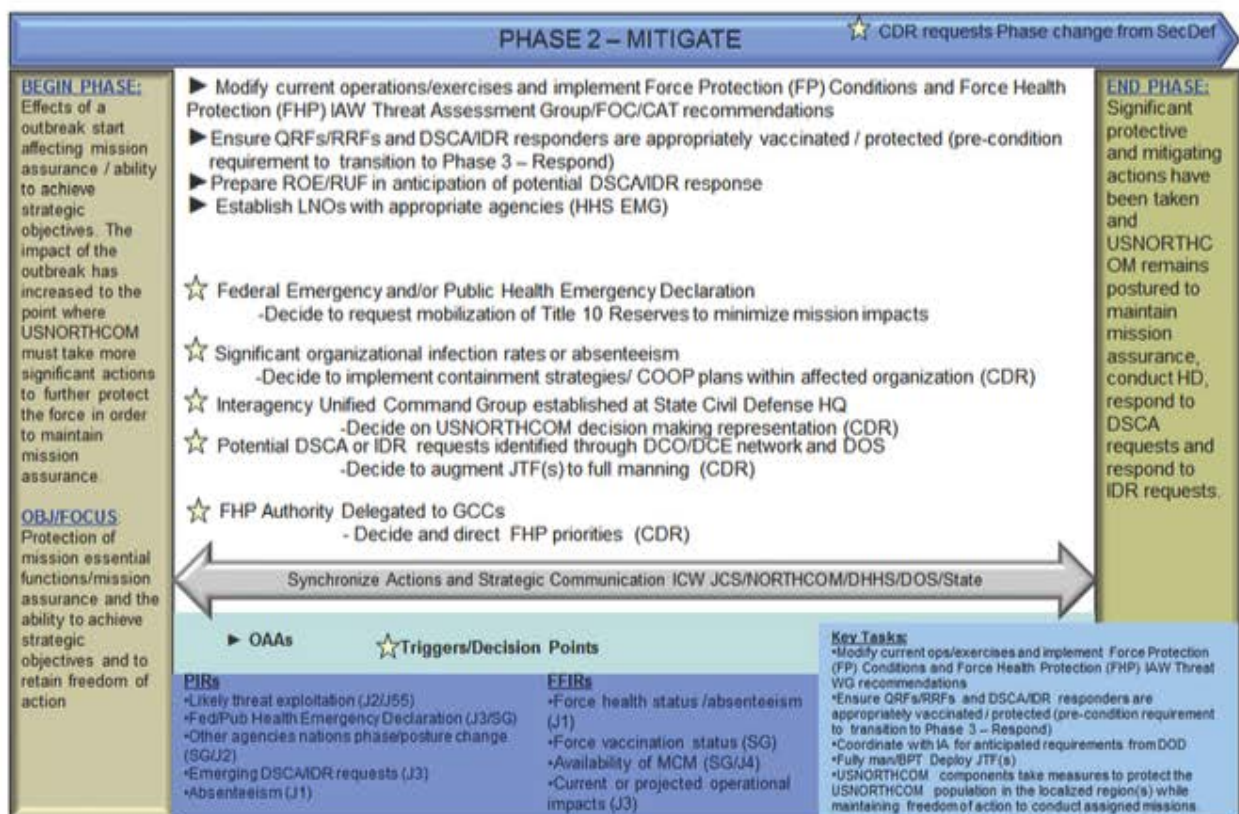 PHASE 2 – MITIGATE
CDR requests Phase change from SecDef
BEGIN PHASE:
Effects of a
outbreak start
affecting mission
assurance / ability
to achieve
strategic
objectives. The
impact of the
outbreak has
increased to the
point where
USNORTHCOM
must take more
significant actions
to further protect
the force in order
to maintain
mission
assurance.
OBJ/FOCUS
Protection of
mission essential
functions/mission
assurance and the
ability to achieve
strategic
objectives and to
retain freedom of
action
► Modify current operations/exercises and implement Force Protection (FP) Conditions and Force Health
Protection (FHP) IAW Threat Assessment Group/FOC/CAT recommendations
► Ensure QRFs/RRFs and DSCA/IDR responders are appropriately vaccinated / protected (pre-condition
requirement to transition to Phase 3 – Respond)
► Prepare ROE/RUF in anticipation of potential DSCA/IDR response
► Establish LNOs with appropriate agencies (HHS EMG)
Federal Emergency and/or Public Health Emergency Declaration
-Decide to request mobilization of Title 10 Reserves to minimize mission impacts
Significant organizational infection rates or absenteeism
-Decide to implement containment strategies/ COOP plans within affected organization (CDR)
Interagency Unified Command Group established at State Civil Defense HQ
-Decide on USNORTHCOM decision making representation (CDR)
Potential DSCA or IDR requests identified through DCO/DCE network and DOS
-Decide to augment JTF(s) to full manning (CDR)
FHP Authority Delegated to GCCs
- Decide and direct FHP priorities (CDR)
Synchronize Actions and Strategic Communication ICW JCS/NORTHCOM/DHHS/DOS/State
END PHASE:
Significant
protective
and mitigating
actions have
been taken
and
USNORTHC
OM remains
postured to
maintain
mission
assurance,
conduct HD,
respond to
DSCA
requests and
respond to
IDR requests.
► OAAs
Triggers/Decision Points
PIRs
•Likely threat exploitation (J2/J55)
•Fed/Pub Health Emergency Declaration (J3/SG)
•Other agencies nations phase/posture change
(SG/J2)
•Emerging DSCA/IDR requests (J3)
•Absenteeism (J1)
FFIRs
•Force health status /absenteeism
(J1)
•Force vaccination status (SG)
•Availability of MCM (SG/J4)
•Current or projected operational
impacts (J3)
Key Tasks:
•Modify current ops/exercises and implement Force Protection
(FP) Conditions and Force Health Protection (FHP) IAW Threat
WG recommendations
•Ensure QRFs/RRFs and DSCA/IDR responders are
appropriately vaccinated / protected (pre-condition requirement
to transition to Phase 3 – Respond)
•Coordinate with IA for anticipated requirements from DOD
•Fully man/BPT Deploy JTF(s)
•USNORTHCOM components take measures to protect the
USNORTHCOM population in the localized region(s) while
maintaining freedom of action to conduct assigned missions